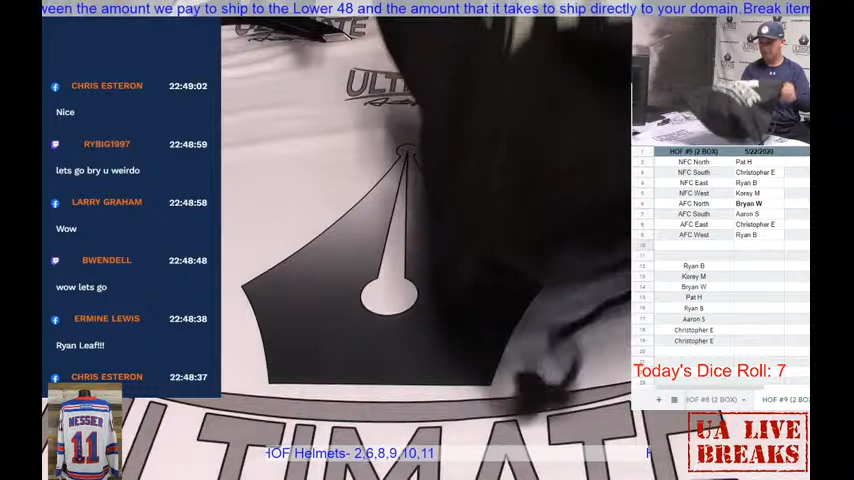 ween the amount we pay to ship to the Lower 48 and the amount that it takes to ship directly to your domain.Break item
CHRIS ESTERON 22:49:02
Nice
RYBIG1997 22:48:59
lets go bry u weirdo
LARRY GRAHAM 22:48:58
Wow
BWENDELL 22:48:48
wow lets go
ERMINE LEWIS 22:48:38
Ryan Leaf!!!
CHRIS ESTERON 22:48:37
MESSIER
11
ULTIMATE
ULTIMATE
HOF Helmets- 2,6,8,9,10,11
HOF #9 (2 BOX) 5/22/2020
NFC North Pat H
NFC South Christopher E
NFC East Ryan B
NFC West Korey M
AFC North Bryan W
AFC South Aaron S
AFC East Christopher E
AFC West Ryan B
Ryan B
Korey M
Bryan W
Pat H
Ryan B
Aaron S
Christopher E
Christopher E
Today's Dice Roll: 7
HOF #8 (2 BOX) HOF #9 (2 BO
UA LIVE
BREAKS